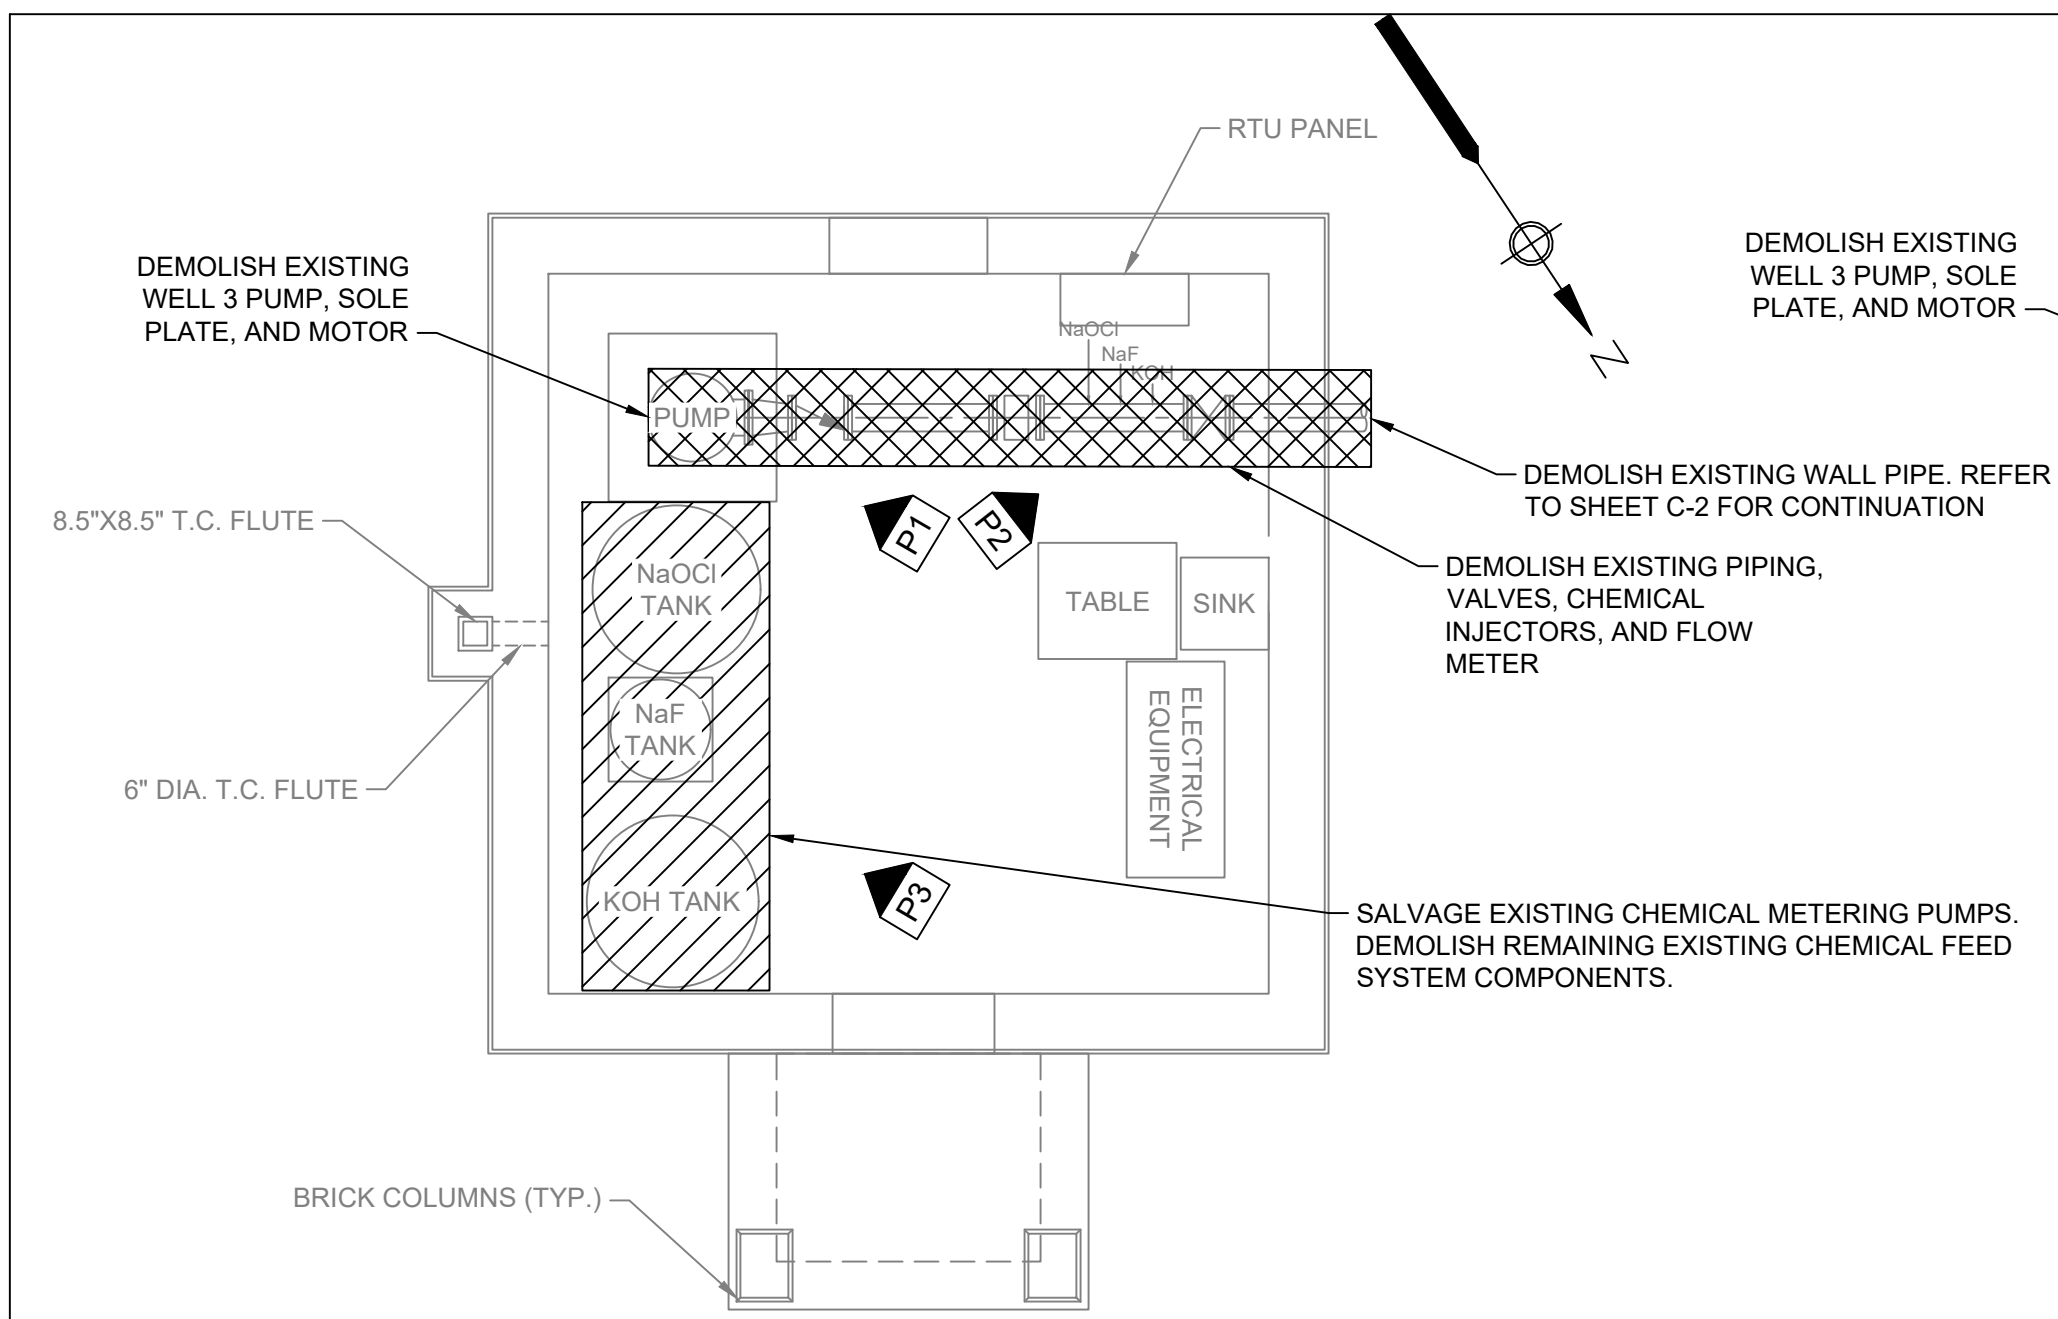 RTU PANEL
DEMOLISH EXISTING
WELL 3 PUMP, SOLE
PLATE, AND MOTOR
N
DEMOLISH EXISTING
WELL 3 PUMP, SOLE
PLATE, AND MOTOR
NaOCl
NaF
KOH
PUMP
DEMOLISH EXISTING WALL PIPE. REFER
TO SHEET C-2 FOR CONTINUATION
8.5"X8.5" T.C. FLUTE
P1
P2
NaOCl
TANK
TABLE
SINK
DEMOLISH EXISTING PIPING,
VALVES, CHEMICAL
INJECTORS, AND FLOW
METER
NaF
TANK
ELECTRICAL
EQUIPMENT
6" DIA. T.C. FLUTE
KOH TANK
P3
SALVAGE EXISTING CHEMICAL METERING PUMPS.
DEMOLISH REMAINING EXISTING CHEMICAL FEED
SYSTEM COMPONENTS.
BRICK COLUMNS (TYP.)